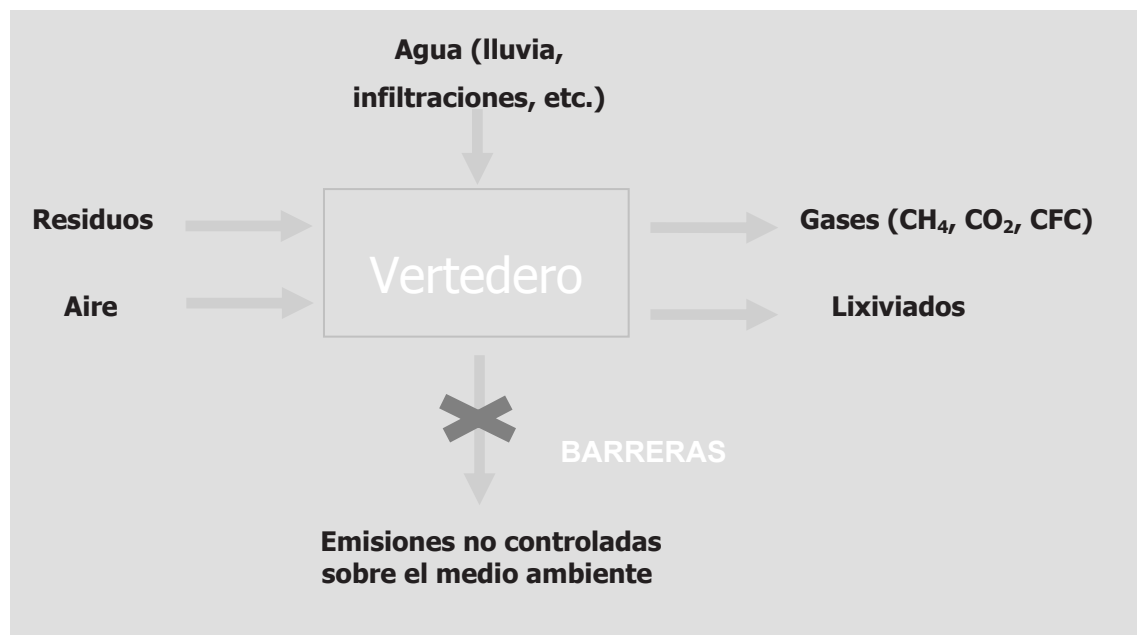 Agua (lluvia,
infiltraciones, etc.)
Residuos
Gases (CH₄, CO₂, CFC)
Vertedero
Aire
Lixiviados
BARRERAS
Emisiones no controladas
sobre el medio ambiente